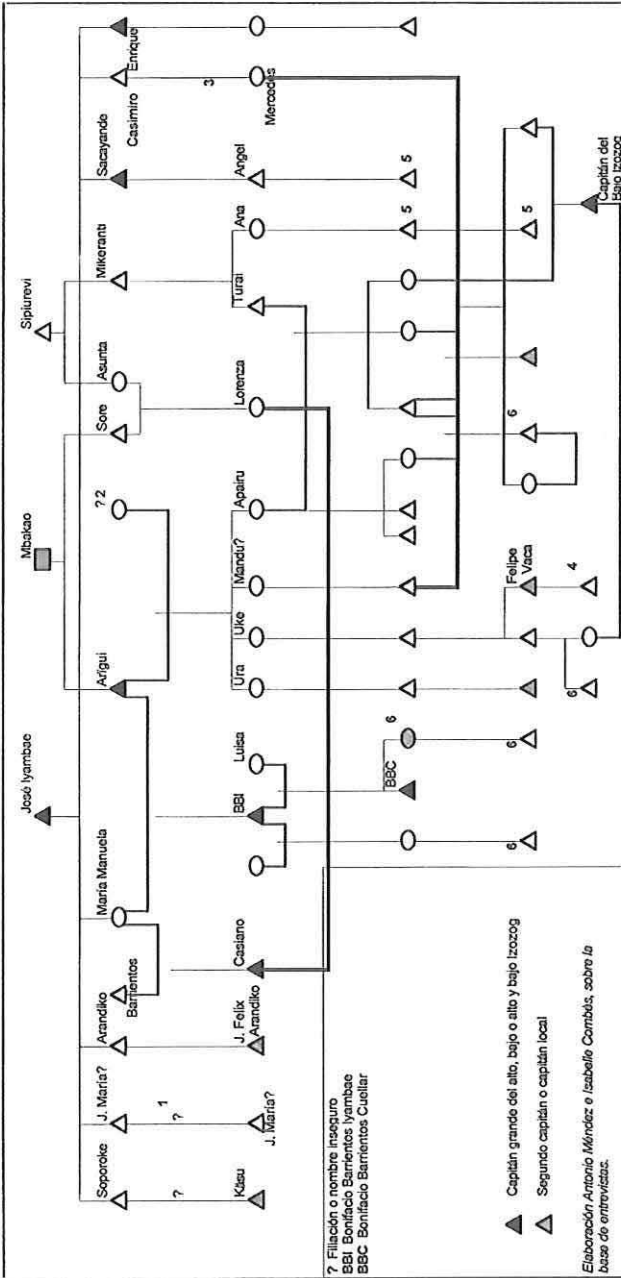 José Iyambae
Mbakao
Sipiurevi
Soporoke
J. María?
Arandiko
Barrientos
María Manuela
Arigui
? 2
Sore
Asunta
Mikeranti
Sacayande
Casimiro
Enrique
?
1
?
3
Käsu
J. María?
J. Felix
Arandiko
Casiano
BBI
Luisa
Ura
Uke
Mandu?
Apairu
Lorenza
Turai
Ana
Angel
Mercedes
BBC
6
5
5
6
6
Felipe
Vaca
6
5
6
4
Capitán del
Bajo Izozog
? Filiación o nombre inseguro
BBI Bonifacio Barrientos Iyambae
BBC Bonifacio Barrientos Cuellar
Capitán grande del alto, bajo o alto y bajo Izozog
Segundo capitán o capitán local
Elaboración Antonio Méndez e Isabelle Combès, sobre la
base de entrevistas.